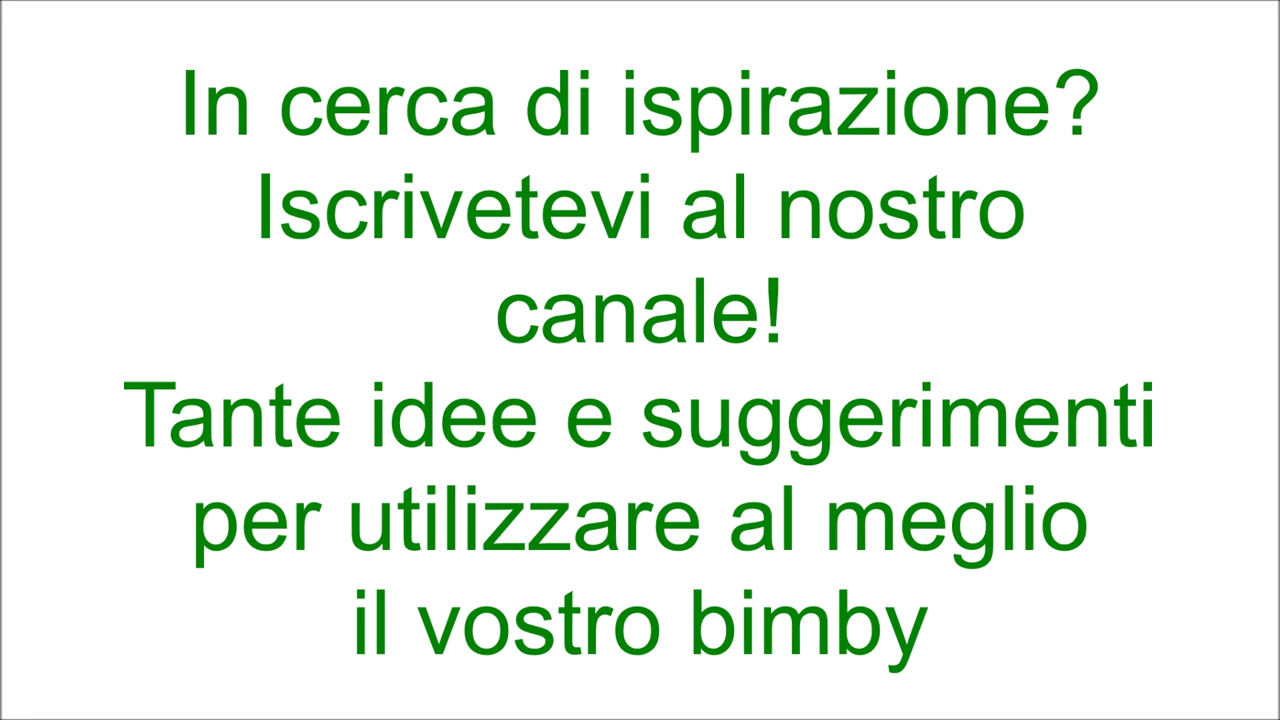 In cerca di ispirazione?
Iscrivetevi al nostro
canale!
Tante idee e suggerimenti
per utilizzare al meglio
il vostro bimby